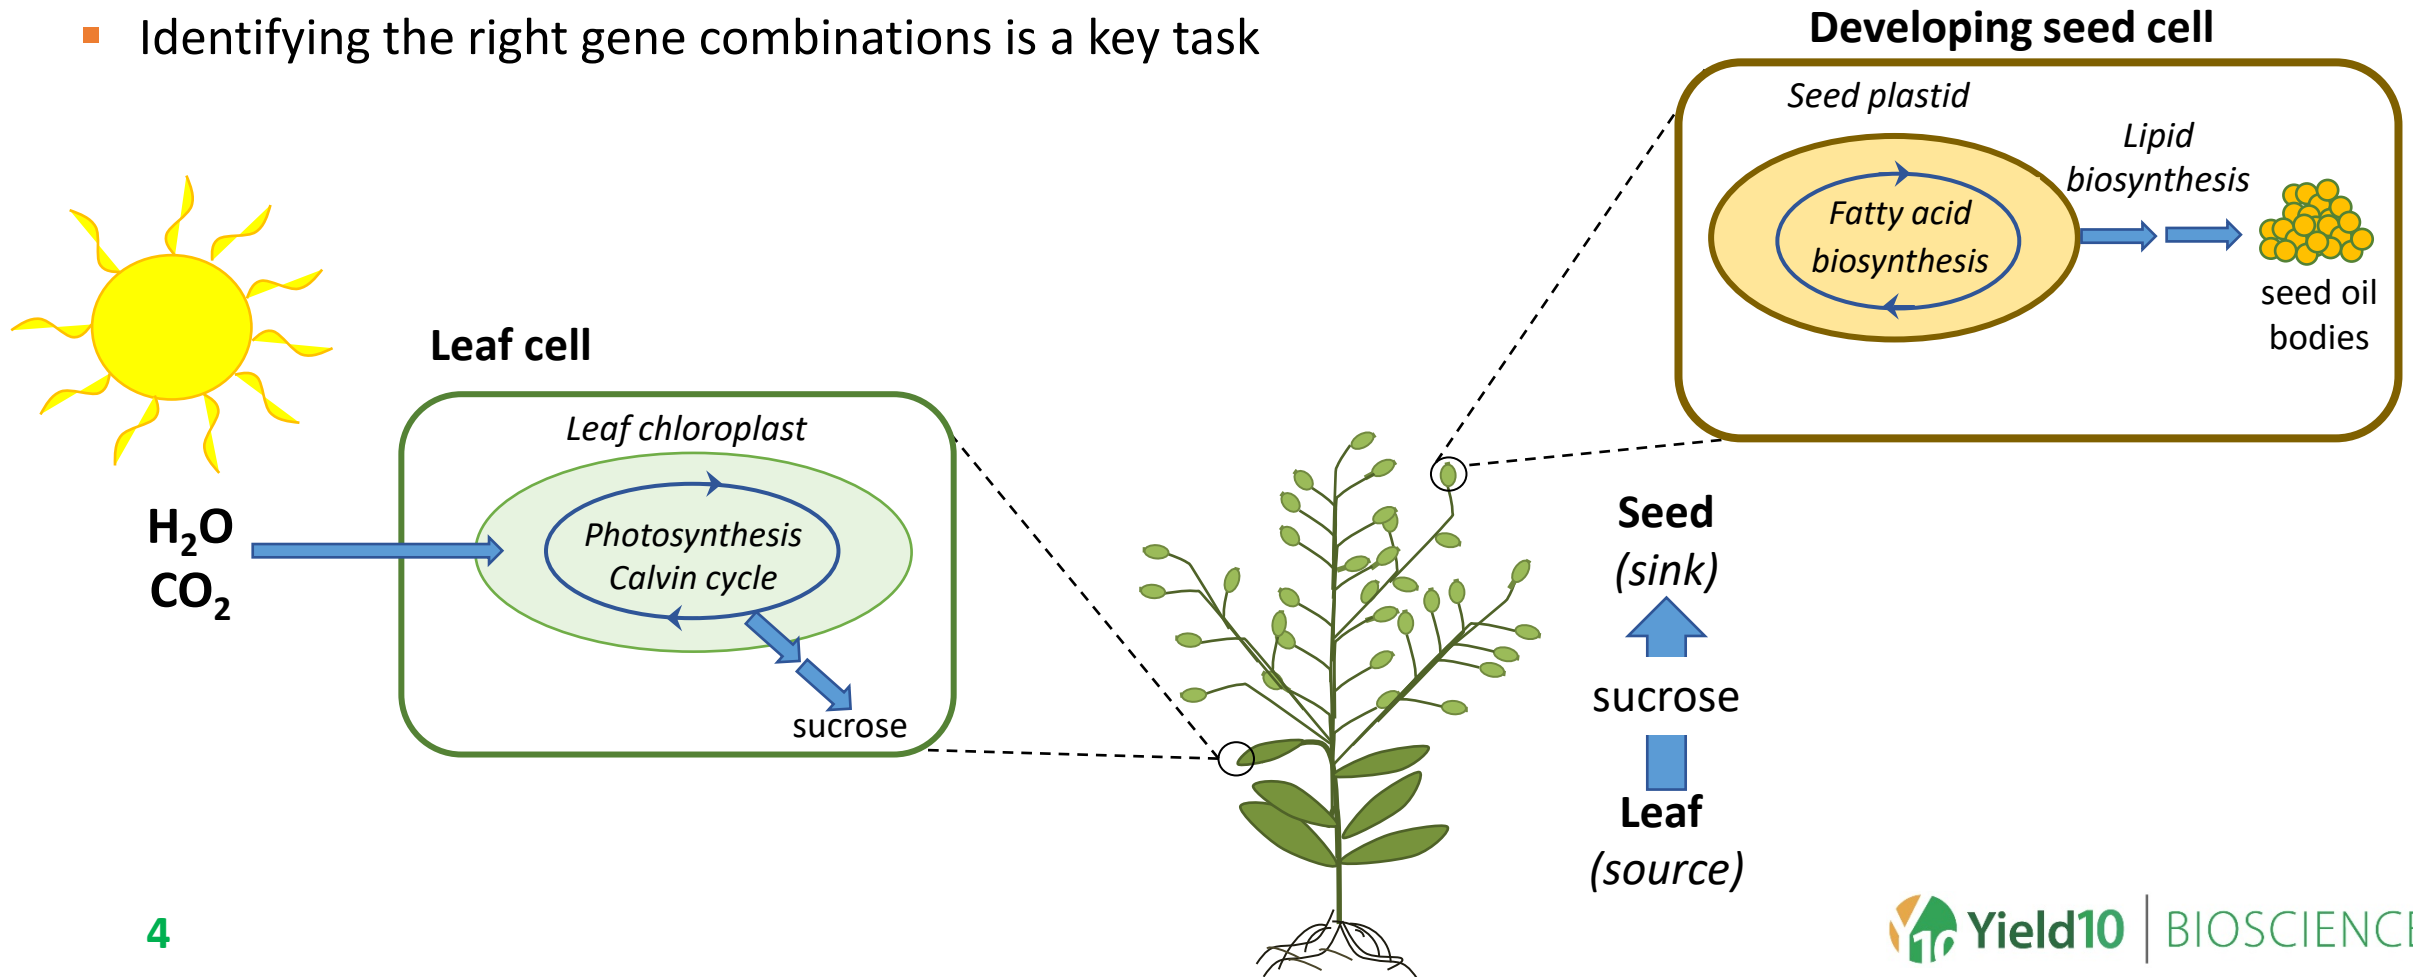 ▪ Identifying the right gene combinations is a key task
Developing seed cell
Seed plastid
Lipid
biosynthesis
Fatty acid
biosynthesis
seed oil
bodies
Leaf cell
Leaf chloroplast
H₂O
CO₂
Photosynthesis
Calvin cycle
sucrose
Seed
(sink)
sucrose
Leaf
(source)
4
Y10 Yield10 | BIOSCIENCE